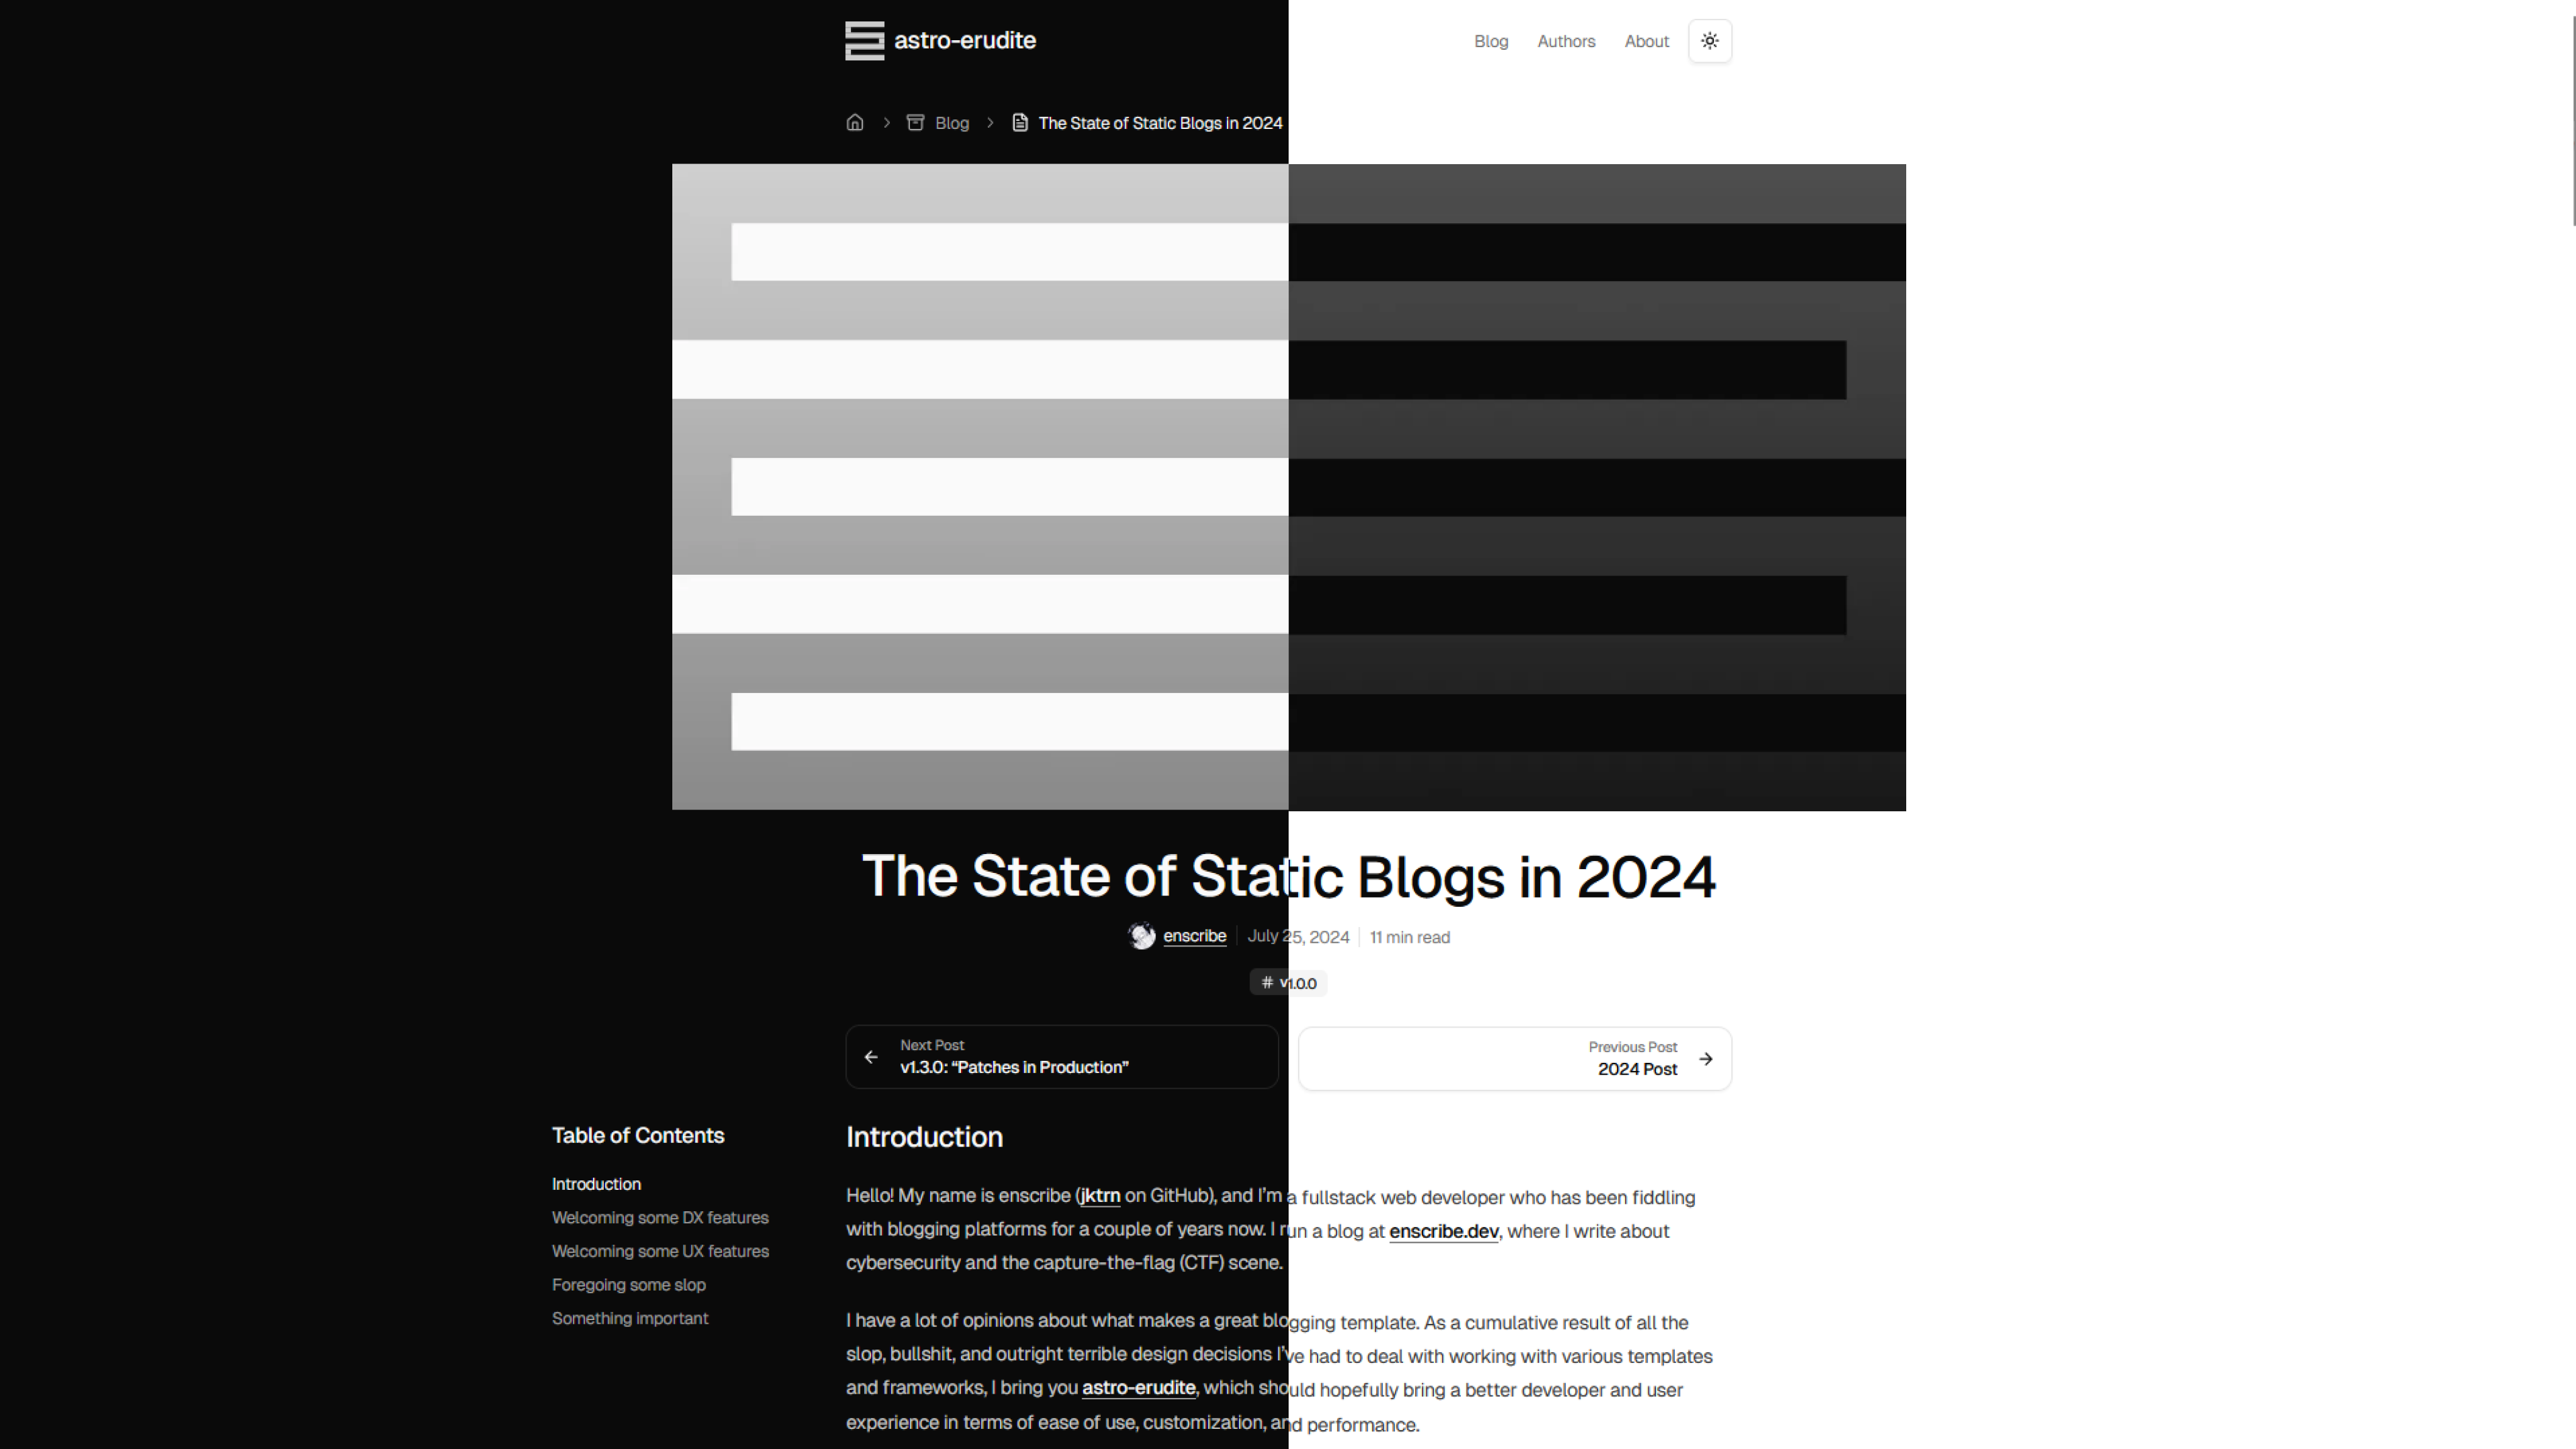 astro-erudite
Blog Authors About
Blog The State of Static Blogs in 2024
The State of Static Blogs in 2024
enscribe July 25, 2024 11 min read
# v1.0.0
Next Post
v1.3.0: “Patches in Production”
Previous Post
2024 Post
Table of Contents
Introduction
Welcoming some DX features
Welcoming some UX features
Foregoing some slop
Something important
Introduction
Hello! My name is enscribe (jktrn on GitHub), and I’m a fullstack web developer who has been fiddling
with blogging platforms for a couple of years now. I run a blog at enscribe.dev, where I write about
cybersecurity and the capture-the-flag (CTF) scene.
I have a lot of opinions about what makes a great blogging template. As a cumulative result of all the
slop, bullshit, and outright terrible design decisions I’ve had to deal with working with various templates
and frameworks, I bring you astro-erudite, which should hopefully bring a better developer and user
experience in terms of ease of use, customization, and performance.